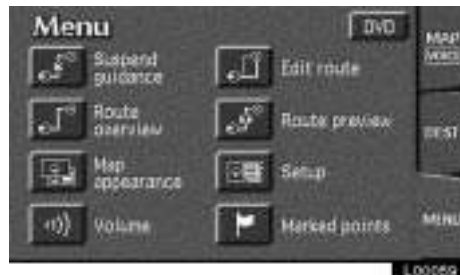 Menu
DVD
MAP
VOICE
Suspend
guidance
Edit route
Route
overview
Route preview
DEST
Map
appearance
Setup
Volume
Marked points
MENU